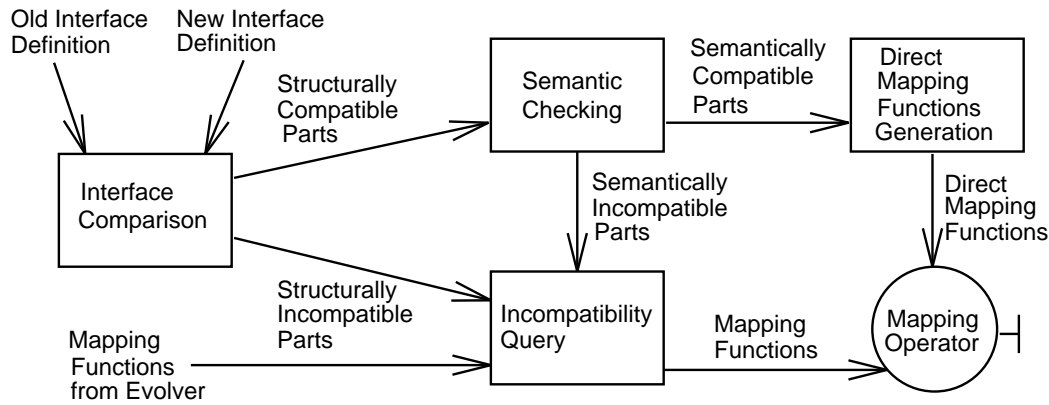 Old Interface
Definition
New Interface
Definition
Structurally
Compatible
Parts
Semantic
Checking
Semantically
Compatible
Parts
Direct
Mapping
Functions
Generation
Interface
Comparison
Semantically
Incompatible
Parts
Direct
Mapping
Functions
Structurally
Incompatible
Parts
Mapping
Functions
from Evolver
Incompatibility
Query
Mapping
Functions
Mapping
Operator